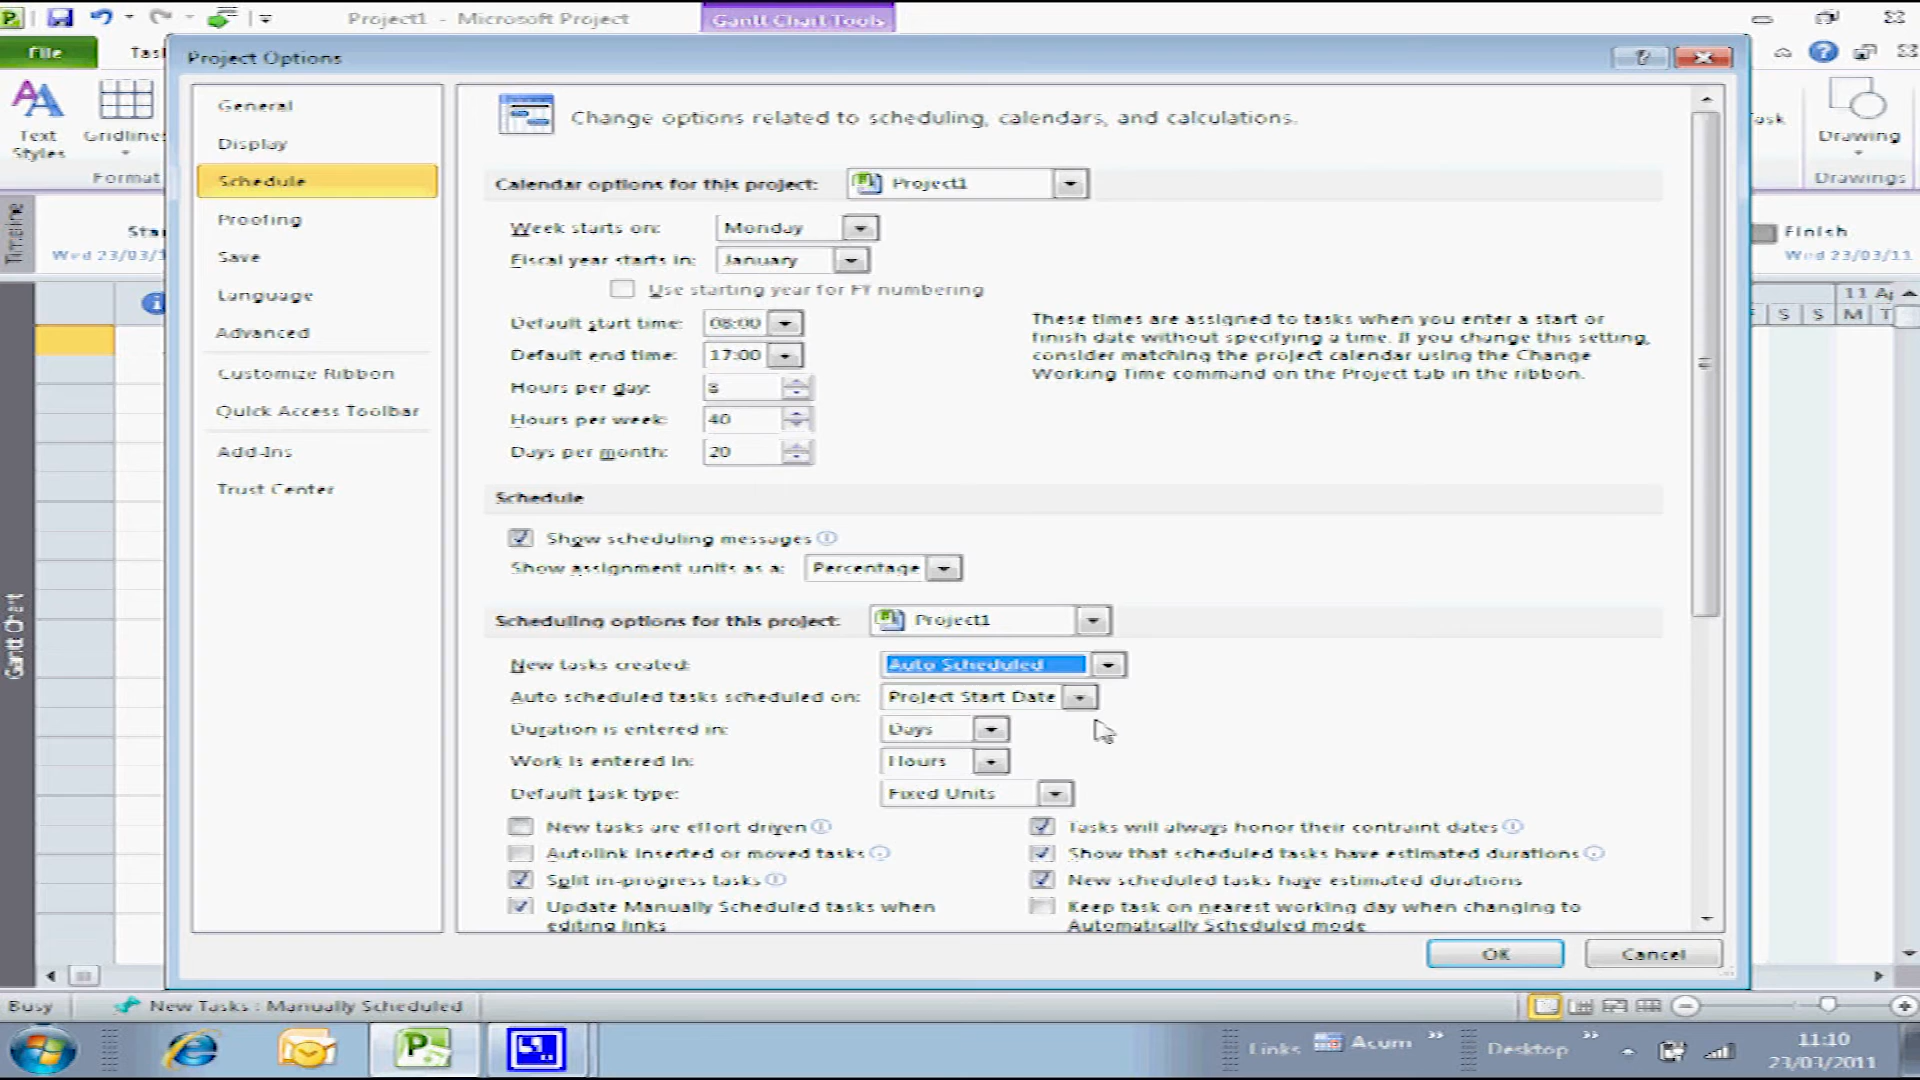 Project1 - Microsoft Project
Gantt Chart Tools
File
Tas
Project Options
Text
Styles
Gridline
Format
General
Display
Schedule
Proofing
Save
Language
Advanced
Customize Ribbon
Quick Access Toolbar
Add-Ins
Trust Center
Change options related to scheduling, calendars, and calculations.
Calendar options for this project: Project1
Week starts on: Monday
Fiscal year starts in: January
Use starting year for FY numbering
Default start time: 08:00
Default end time: 17:00
Hours per day: 8
Hours per week: 40
Days per month: 20
These times are assigned to tasks when you enter a start or
finish date without specifying a time. If you change this setting,
consider matching the project calendar using the Change
Working Time command on the Project tab in the ribbon.
Schedule
Show scheduling messages
Show assignment units as a: Percentage
Scheduling options for this project: Project1
New tasks created: Auto Scheduled
Auto scheduled tasks scheduled on: Project Start Date
Duration is entered in: Days
Work is entered in: Hours
Default task type: Fixed Units
New tasks are effort driven
Autolink inserted or moved tasks
Split in-progress tasks
Update Manually Scheduled tasks when
editing links
Tasks will always honor their contraint dates
Show that scheduled tasks have estimated durations
New scheduled tasks have estimated durations
Keep task on nearest working day when changing to
Automatically Scheduled mode
OK
Cancel
ask
Drawing
Drawings
Timeline
Sta
Wed 23/03/1
Finish
Wed 23/03/11
11 A
S S M T
Gantt Chart
Busy
New Tasks : Manually Scheduled
Links
Acum
Desktop
11:10
23/03/2011